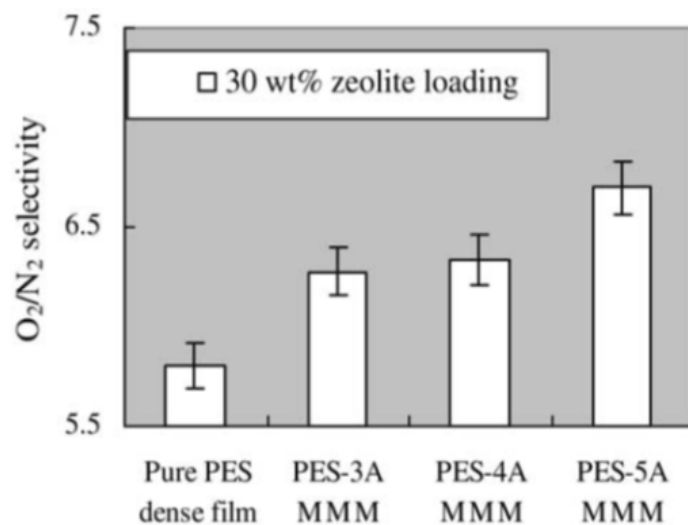 7.5
□ 30 wt% zeolite loading
6.5
O₂/N₂ selectivity
5.5
Pure PES dense film
PES-3A MMM
PES-4A MMM
PES-5A MMM